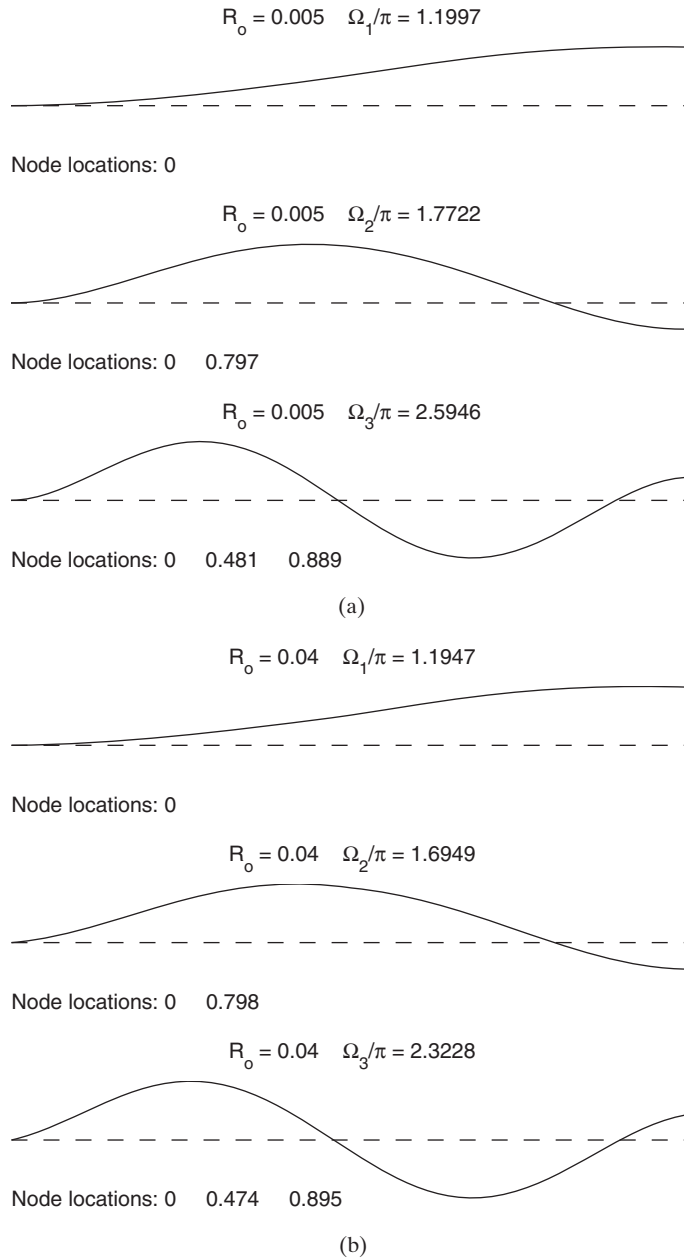 R_o = 0.005 Ω_1/π = 1.1997
Node locations: 0
R_o = 0.005 Ω_2/π = 1.7722
Node locations: 0 0.797
R_o = 0.005 Ω_3/π = 2.5946
Node locations: 0 0.481 0.889
(a)
R_o = 0.04 Ω_1/π = 1.1947
Node locations: 0
R_o = 0.04 Ω_2/π = 1.6949
Node locations: 0 0.798
R_o = 0.04 Ω_3/π = 2.3228
Node locations: 0 0.474 0.895
(b)